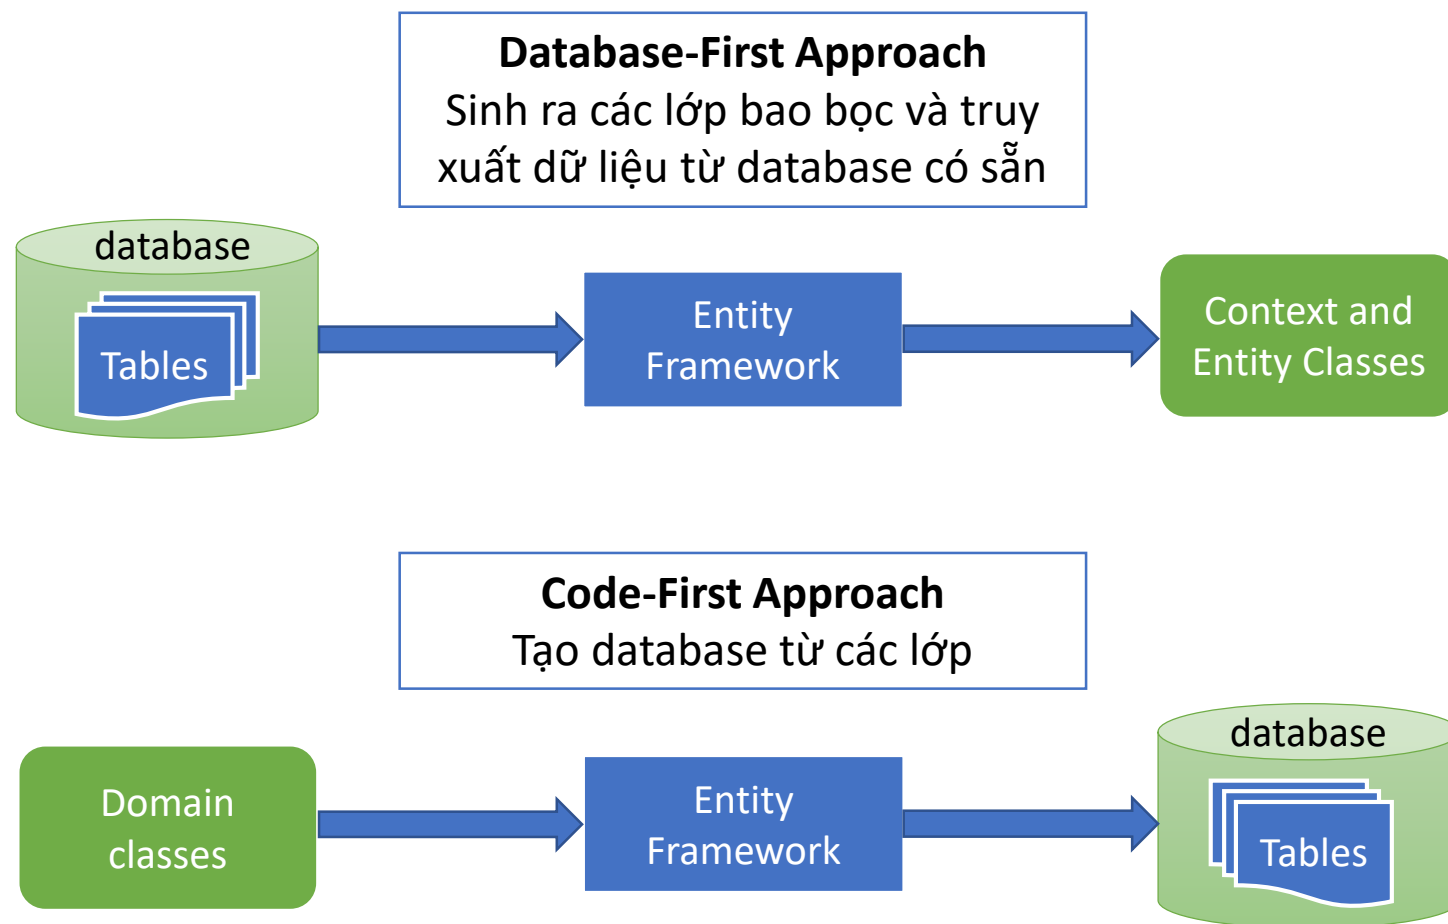 Database-First Approach
Sinh ra các lớp bao bọc và truy
xuất dữ liệu từ database có sẵn
database
Tables
Entity
Framework
Context and
Entity Classes
Code-First Approach
Tạo database từ các lớp
Domain
classes
Entity
Framework
database
Tables